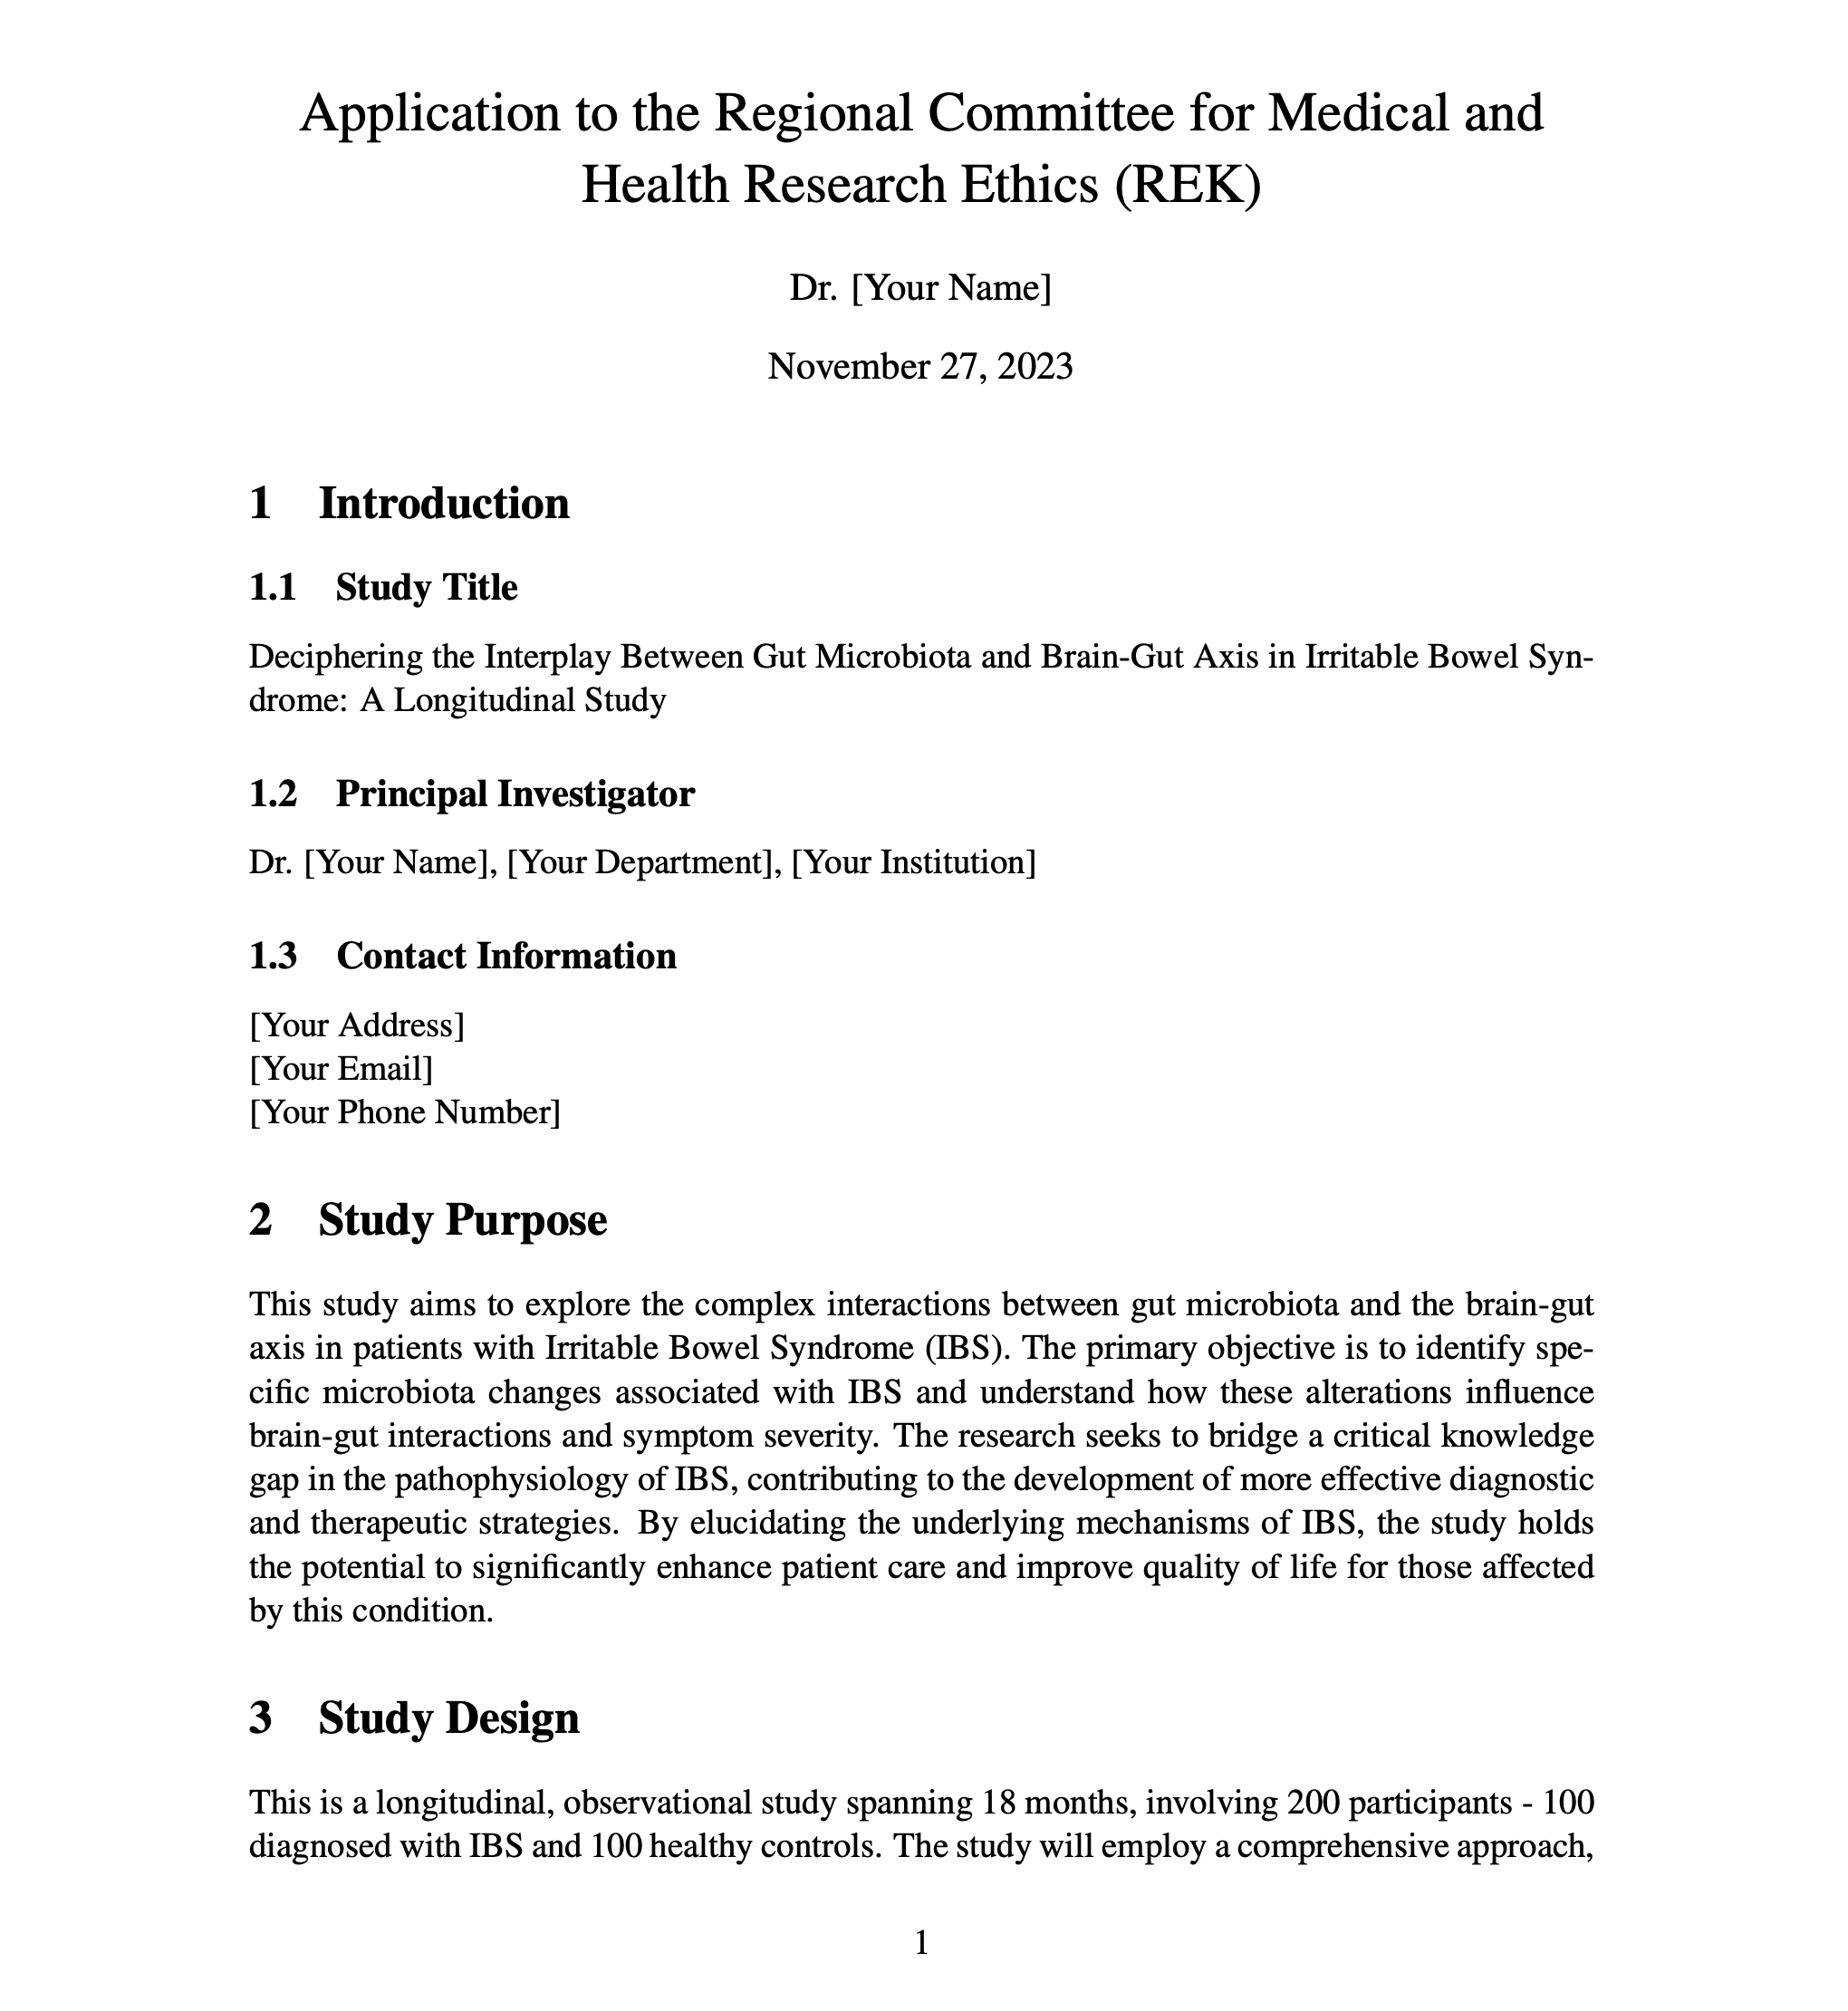 Application to the Regional Committee for Medical and
Health Research Ethics (REK)
Dr. [Your Name]
November 27, 2023
1 Introduction
1.1 Study Title
Deciphering the Interplay Between Gut Microbiota and Brain-Gut Axis in Irritable Bowel Syn-
drome: A Longitudinal Study
1.2 Principal Investigator
Dr. [Your Name], [Your Department], [Your Institution]
1.3 Contact Information
[Your Address]
[Your Email]
[Your Phone Number]
2 Study Purpose
This study aims to explore the complex interactions between gut microbiota and the brain-gut
axis in patients with Irritable Bowel Syndrome (IBS). The primary objective is to identify spe-
cific microbiota changes associated with IBS and understand how these alterations influence
brain-gut interactions and symptom severity. The research seeks to bridge a critical knowledge
gap in the pathophysiology of IBS, contributing to the development of more effective diagnostic
and therapeutic strategies. By elucidating the underlying mechanisms of IBS, the study holds
the potential to significantly enhance patient care and improve quality of life for those affected
by this condition.
3 Study Design
This is a longitudinal, observational study spanning 18 months, involving 200 participants - 100
diagnosed with IBS and 100 healthy controls. The study will employ a comprehensive approach,
1